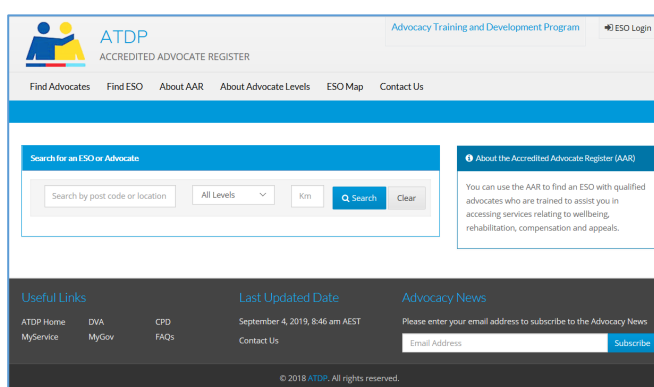 ATDP
ACCREDITED ADVOCATE REGISTER
Advocacy Training and Development Program
ESO Login
Find Advocates Find ESO About AAR About Advocate Levels ESO Map Contact Us
Search for an ESO or Advocate
Search by post code or location All Levels Km Search Clear
About the Accredited Advocate Register (AAR)
You can use the AAR to find an ESO with qualified
advocates who are trained to assist you in
accessing services relating to wellbeing,
rehabilitation, compensation and appeals.
Useful Links
ATDP Home DVA CPD
MyService MyGov FAQs
Last Updated Date
September 4, 2019, 8:46 am AEST
Contact Us
Advocacy News
Please enter your email address to subscribe to the Advocacy News
Email Address Subscribe
© 2018 ATDP. All rights reserved.